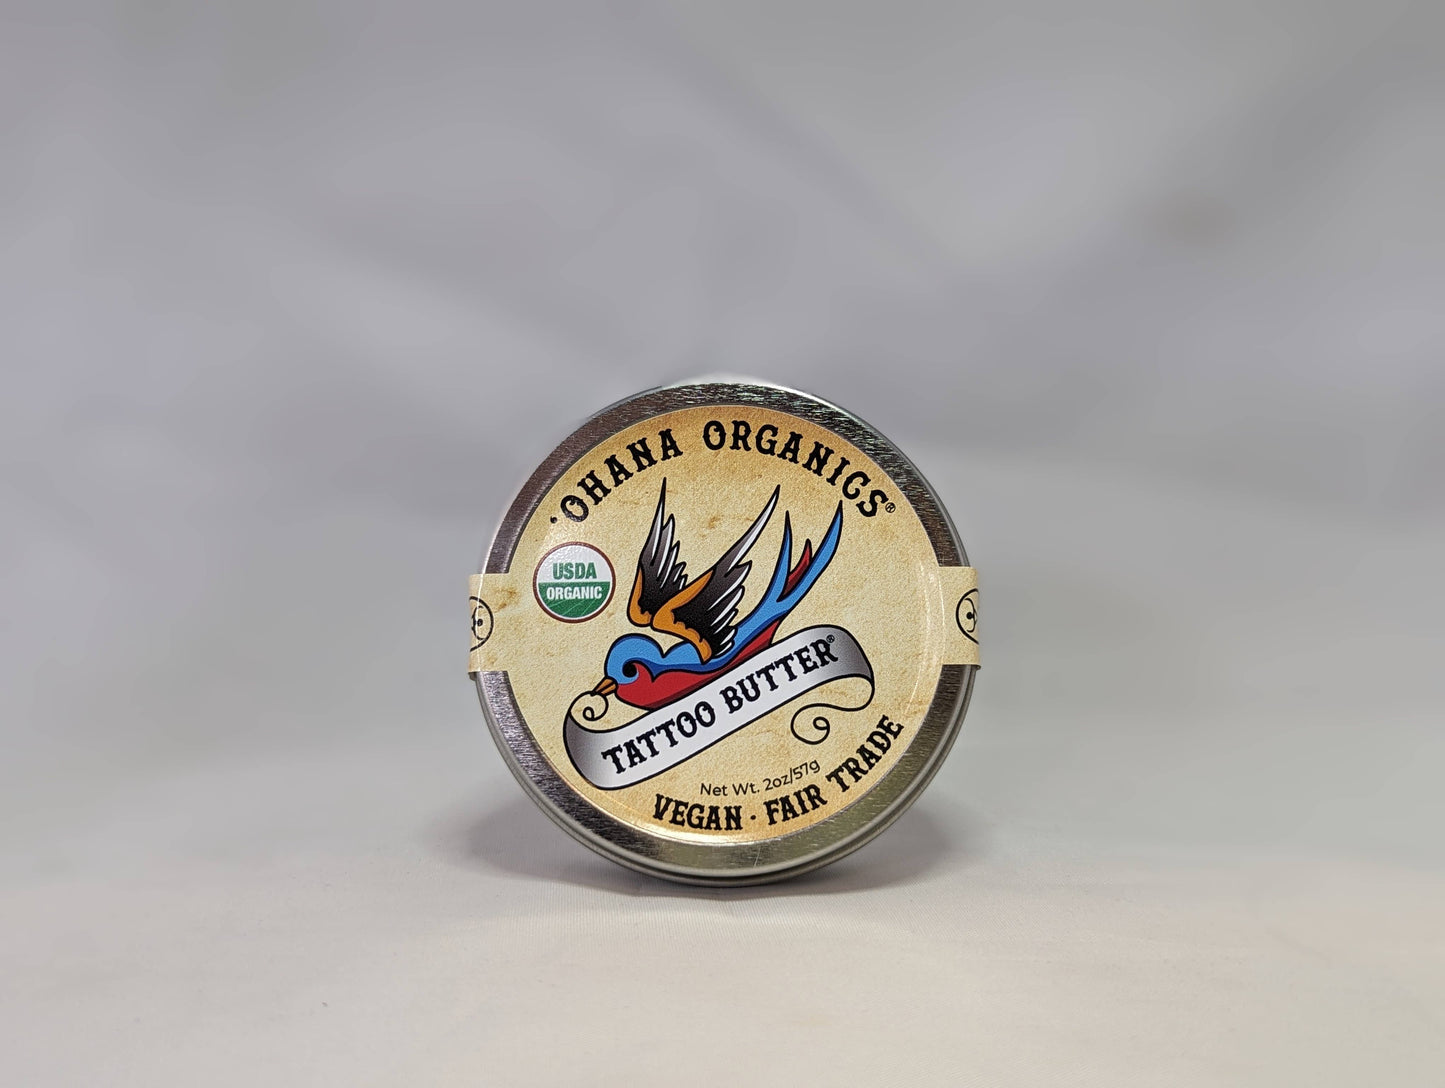 'OHANA ORGANICS®
USDA
ORGANIC
TATTOO BUTTER®
Net Wt. 2oz/57g
VEGAN · FAIR TRADE